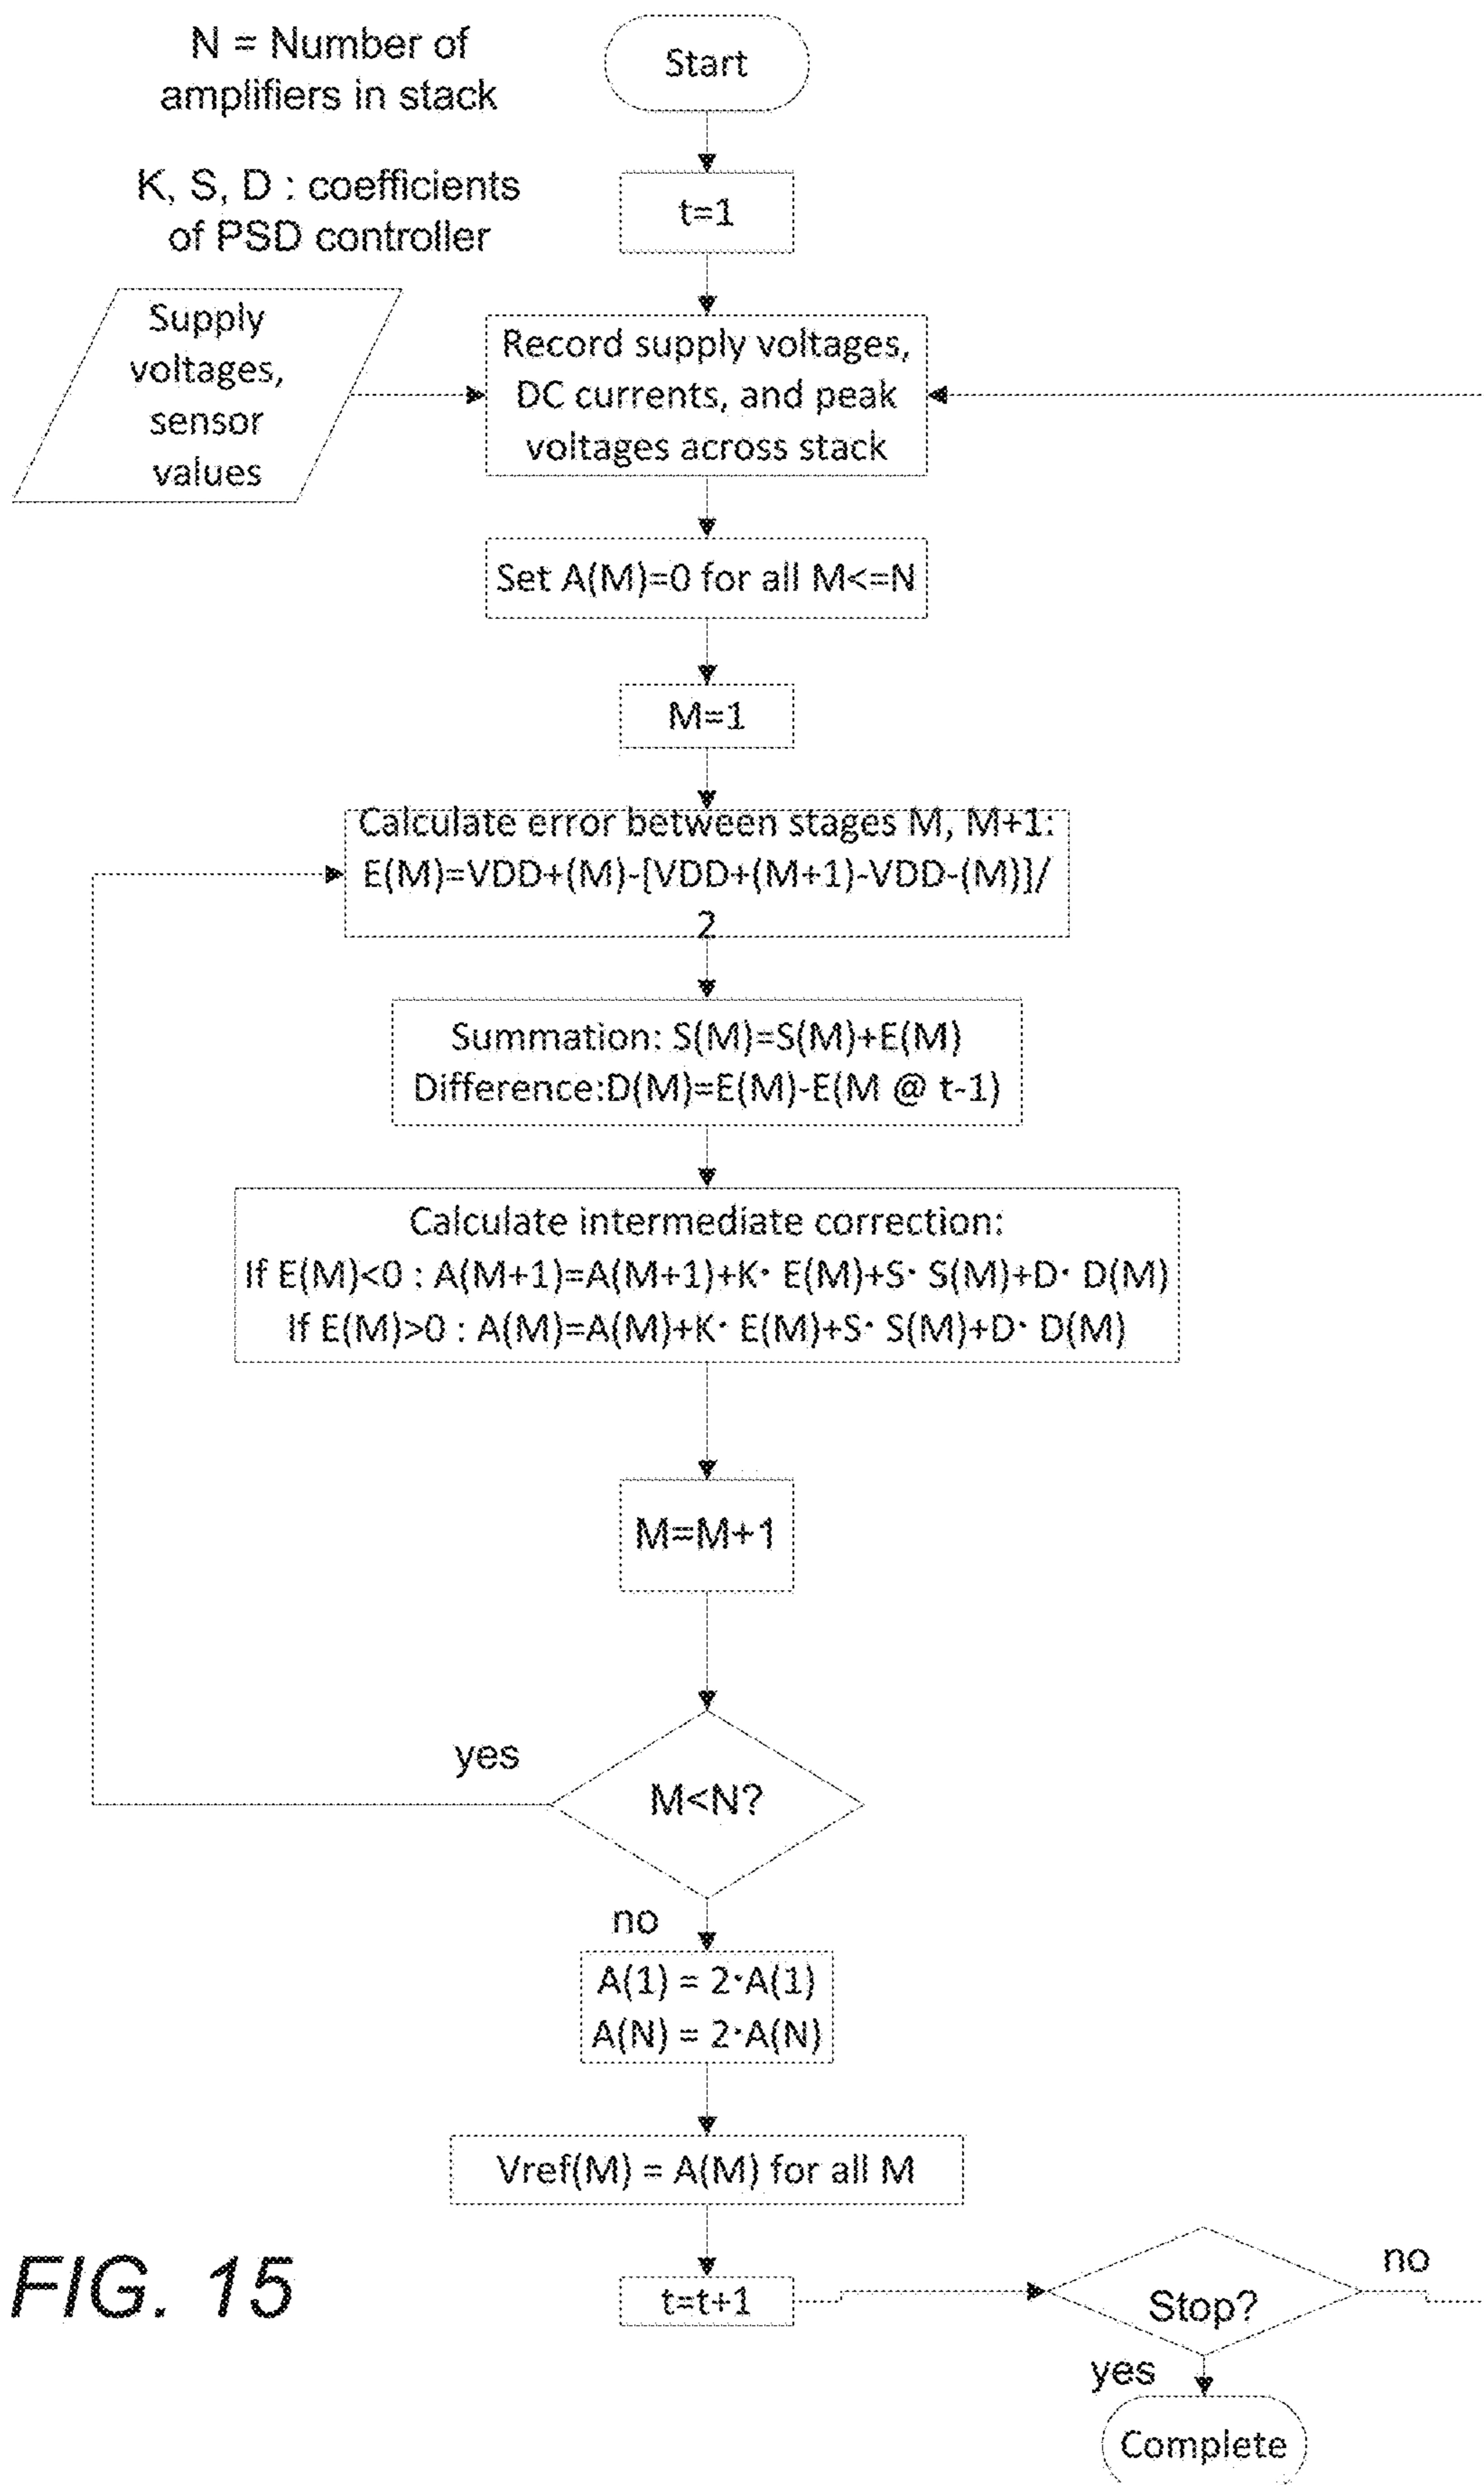 N = Number of
amplifiers in stack
K, S, D : coefficients
of PSD controller
Start
t=1
Supply
voltages,
sensor
values
Record supply voltages,
DC currents, and peak
voltages across stack
Set A(M)=0 for all M<=N
M=1
Calculate error between stages M, M+1:
E(M)=VDD+(M)-[VDD+(M+1)-VDD-(M)]/
2
Summation: S(M)=S(M)+E(M)
Difference:D(M)=E(M)-E(M @ t-1)
Calculate intermediate correction:
If E(M)<0 : A(M+1)=A(M+1)+K· E(M)+S· S(M)+D· D(M)
If E(M)>0 : A(M)=A(M)+K· E(M)+S· S(M)+D· D(M)
M=M+1
yes
M<N?
no
A(1) = 2·A(1)
A(N) = 2·A(N)
Vref(M) = A(M) for all M
t=t+1
Stop?
no
yes
Complete
FIG. 15